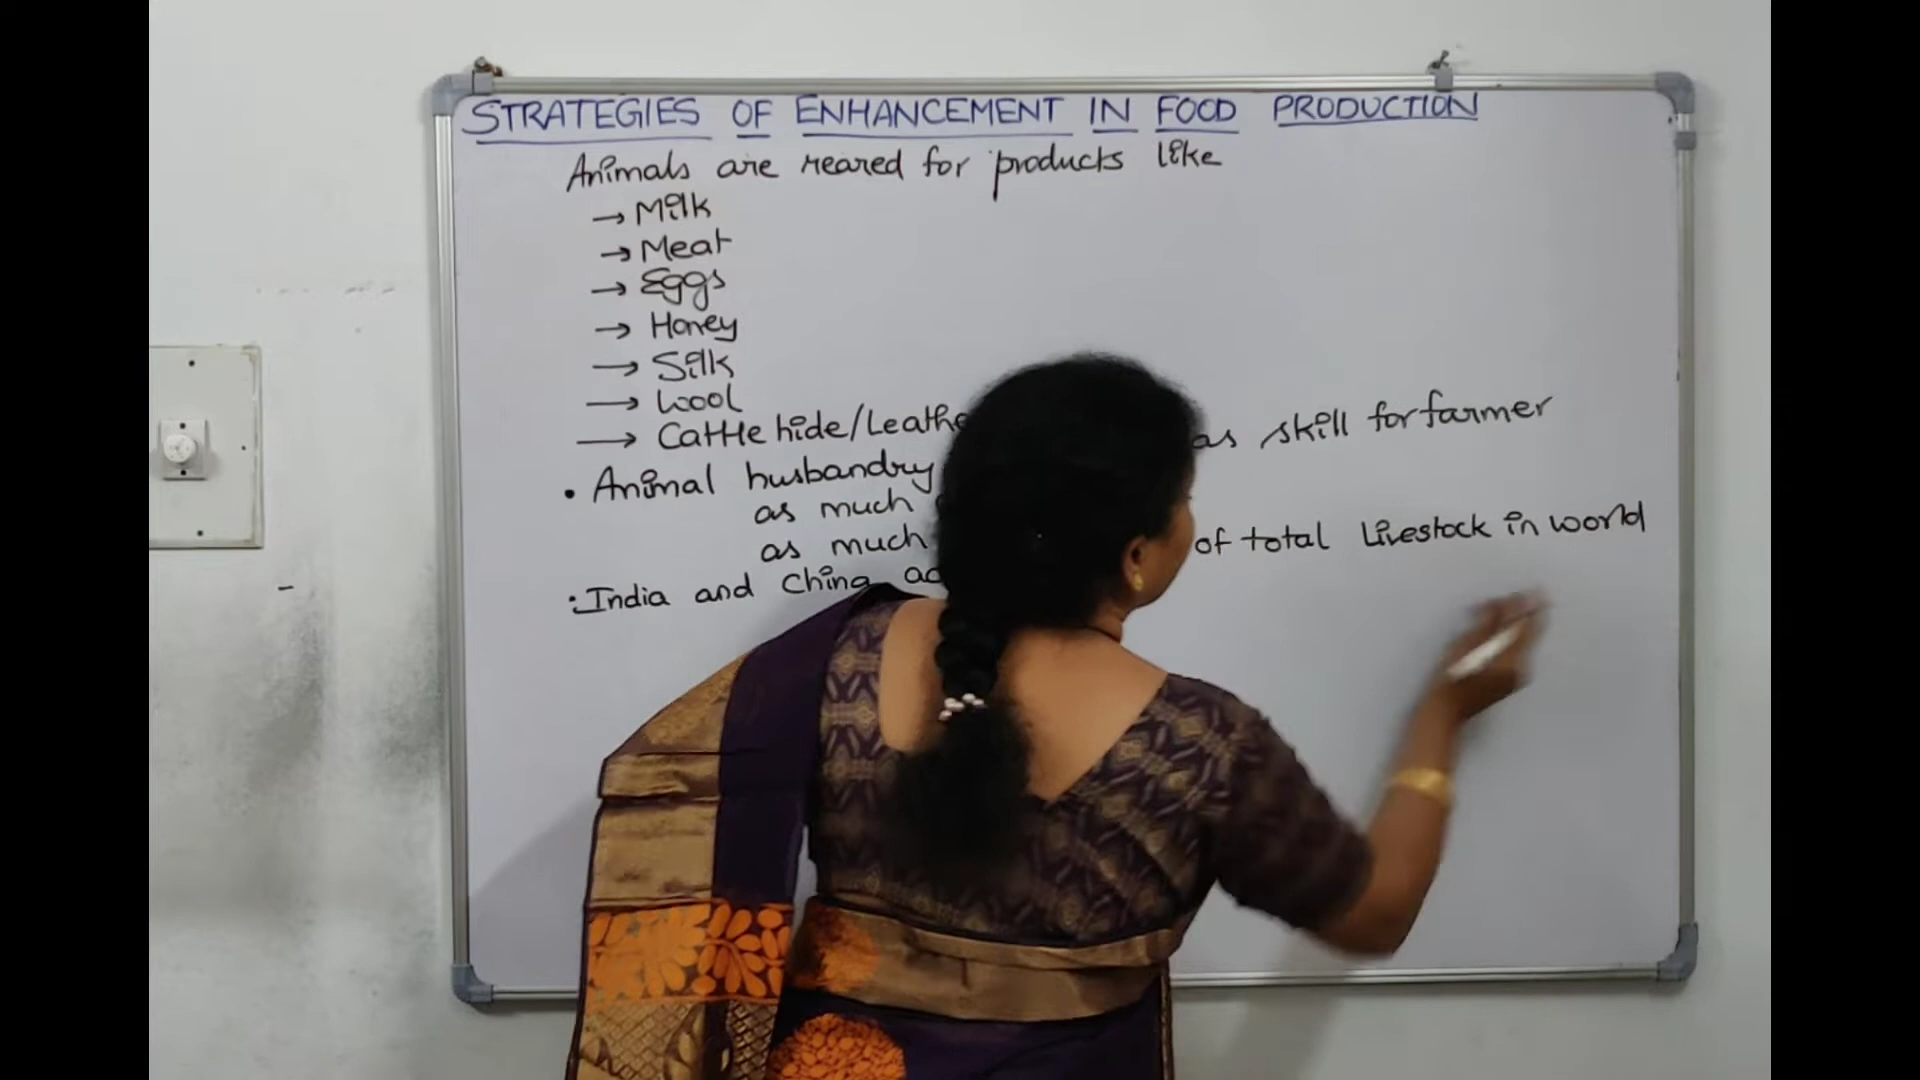 STRATEGIES OF ENHANCEMENT IN FOOD PRODUCTION
Animals are reared for products like
→ Milk
→ Meat
→ Eggs
→ Honey
→ Silk
→ Wool
→ Cattle hide/Leathe
• Animal husbandry as skill for farmer
as much
as much
• India and China of total Livestock in world